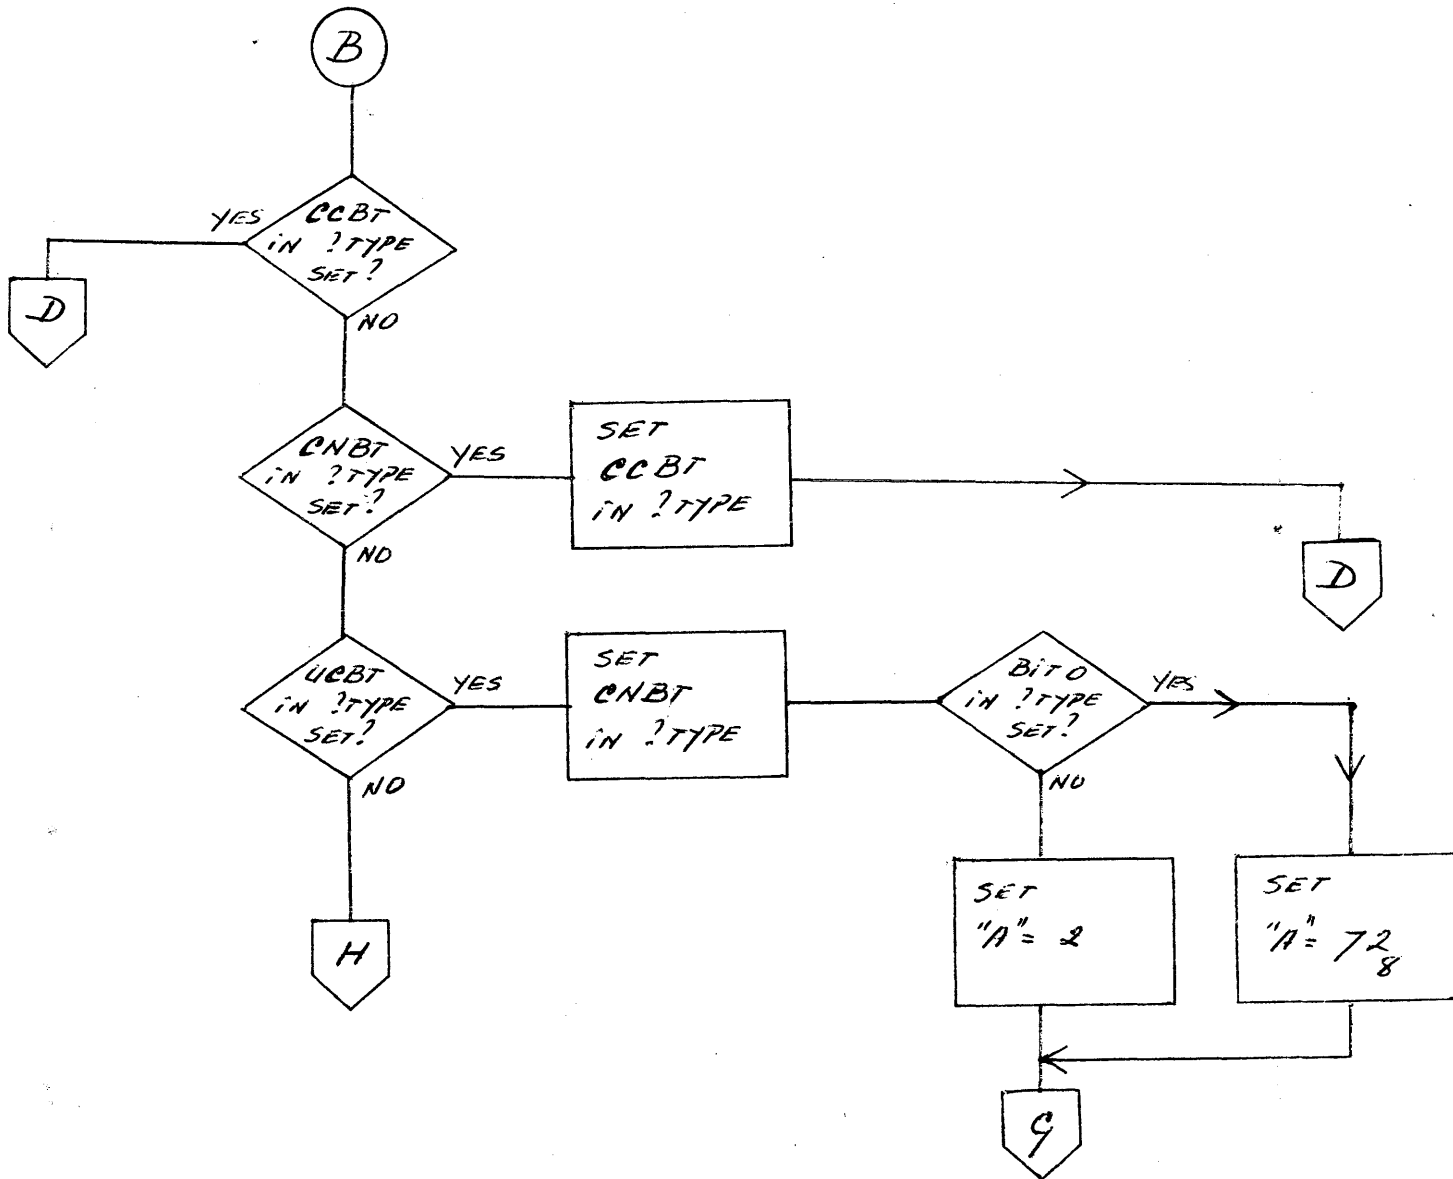 B
YES
CCBT
IN ?TYPE
SET?
D
NO
CNBT
IN ?TYPE
SET?
YES
SET
CCBT
IN ?TYPE
D
NO
UCBT
IN ?TYPE
SET?
YES
SET
CNBT
IN ?TYPE
BIT 0
IN ?TYPE
SET?
YES
NO
NO
H
SET
"A"= 2
SET
"A"= 72
8
G